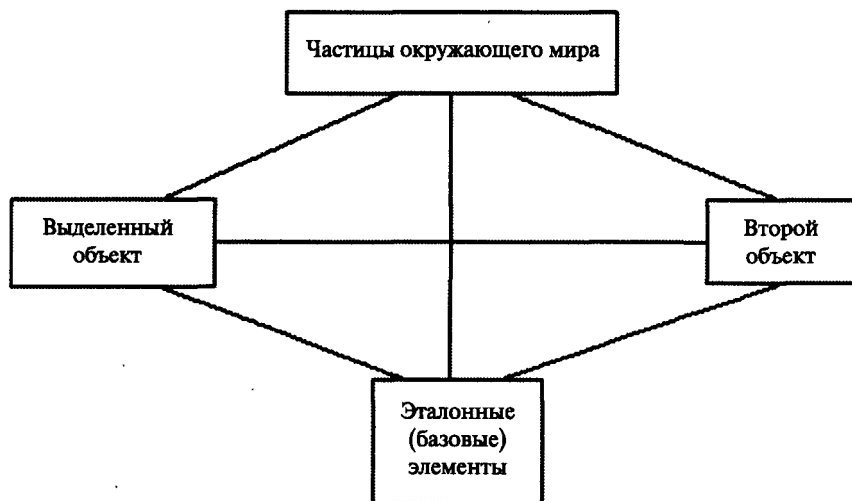 Частицы окружающего мира
Выделенный
объект
Второй
объект
Эталонные
(базовые)
элементы